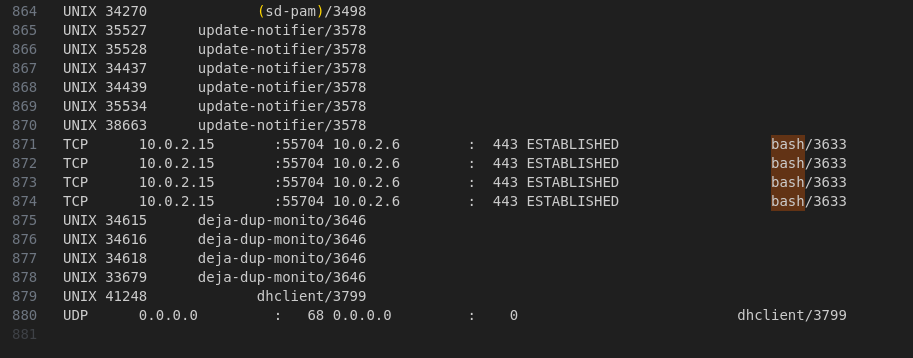 864 UNIX 34270 (sd-pam)/3498
865 UNIX 35527 update-notifier/3578
866 UNIX 35528 update-notifier/3578
867 UNIX 34437 update-notifier/3578
868 UNIX 34439 update-notifier/3578
869 UNIX 35534 update-notifier/3578
870 UNIX 38663 update-notifier/3578
871 TCP 10.0.2.15 :55704 10.0.2.6 : 443 ESTABLISHED bash/3633
872 TCP 10.0.2.15 :55704 10.0.2.6 : 443 ESTABLISHED bash/3633
873 TCP 10.0.2.15 :55704 10.0.2.6 : 443 ESTABLISHED bash/3633
874 TCP 10.0.2.15 :55704 10.0.2.6 : 443 ESTABLISHED bash/3633
875 UNIX 34615 deja-dup-monito/3646
876 UNIX 34616 deja-dup-monito/3646
877 UNIX 34618 deja-dup-monito/3646
878 UNIX 33679 deja-dup-monito/3646
879 UNIX 41248 dhclient/3799
880 UDP 0.0.0.0 : 68 0.0.0.0 : 0 dhclient/3799
881